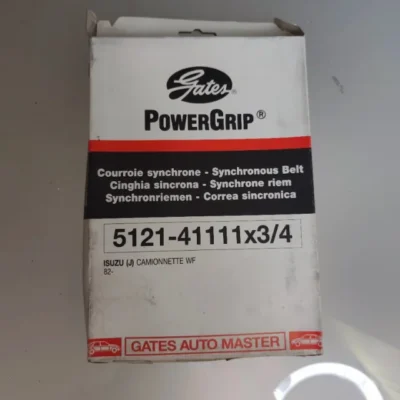 Gates
POWERGRIP®
Courroie synchrone - Synchronous Belt
Cinghia sincrona - Synchrone riem
Synchronriemen - Correa sincronica
5121-41111x3/4
ISUZU (J) CAMIONNETTE WF
82-
GATES AUTO MASTER